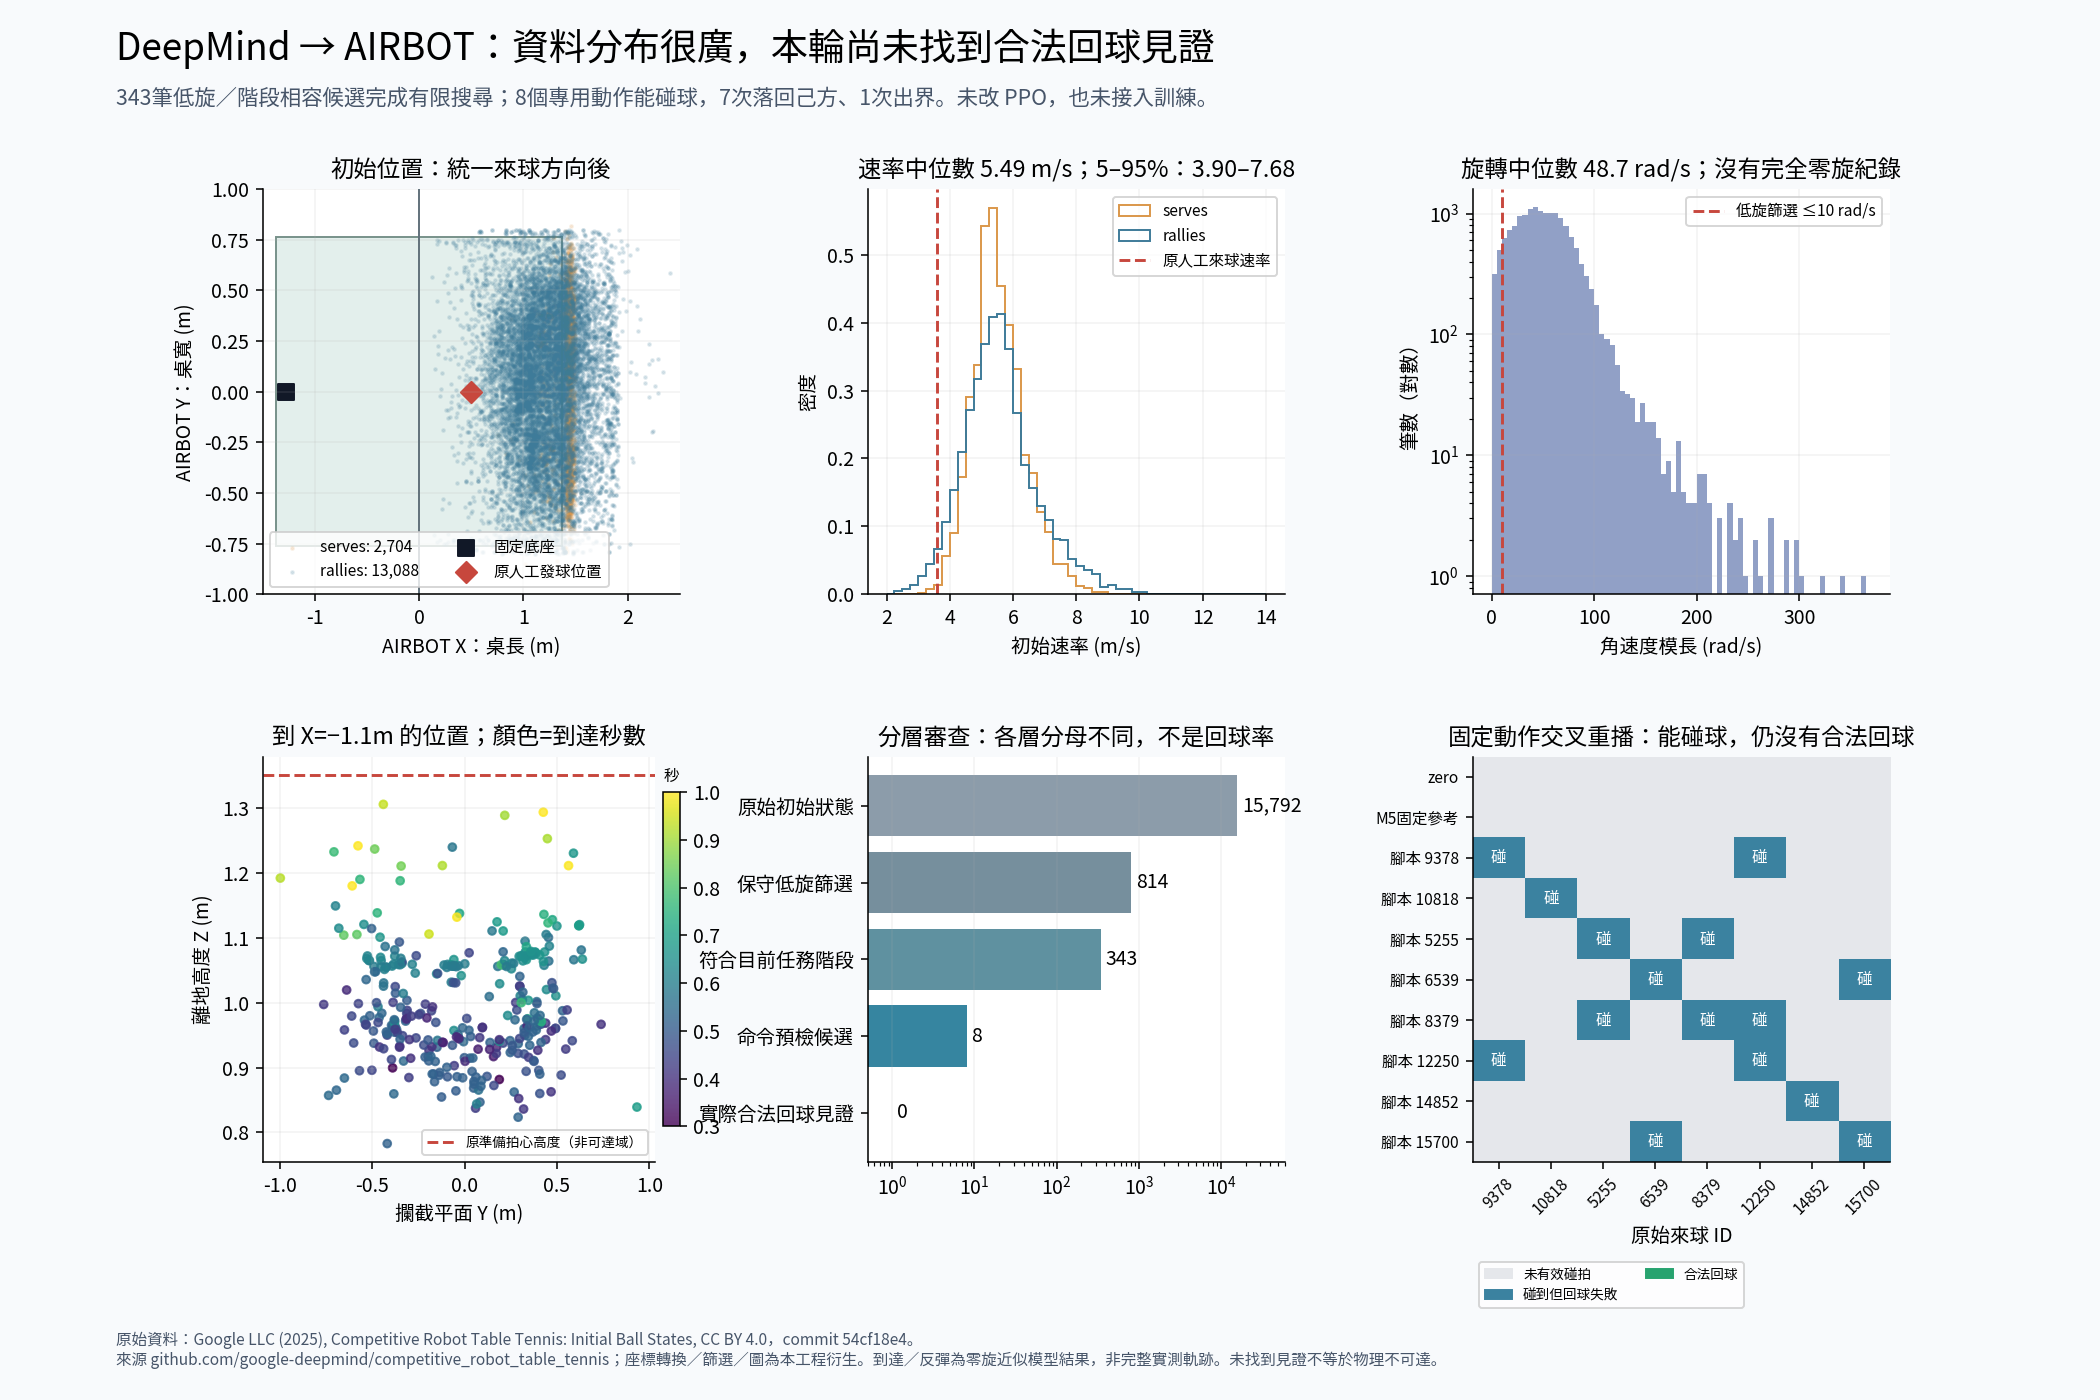 DeepMind → AIRBOT：資料分布很廣，本輪尚未找到合法回球見證
343筆低旋／階段相容候選完成有限搜尋；8個專用動作能碰球，7次落回己方、1次出界。未改 PPO，也未接入訓練。
初始位置：統一來球方向後
1.00
0.75
0.50
0.25
0.00
-0.25
-0.50
-0.75
-1.00
AIRBOT Y：桌寬 (m)
serves: 2,704
rallies: 13,088
固定底座
原人工發球位置
-1
0
1
2
AIRBOT X：桌長 (m)
速率中位數 5.49 m/s；5–95%：3.90–7.68
serves
rallies
原人工來球速率
0.5
0.4
0.3
0.2
0.1
0.0
密度
2
4
6
8
10
12
14
初始速率 (m/s)
旋轉中位數 48.7 rad/s；沒有完全零旋紀錄
低旋篩選 ≤10 rad/s
10³
10²
10¹
10⁰
筆數（對數）
0
100
200
300
角速度模長 (rad/s)
到 X=−1.1m 的位置；顏色=到達秒數
1.3
1.2
1.1
1.0
0.9
0.8
離地高度 Z (m)
原準備拍心高度（非可達域）
-1.0
-0.5
0.0
0.5
1.0
攔截平面 Y (m)
秒
1.0
0.9
0.8
0.7
0.6
0.5
0.4
0.3
分層審查：各層分母不同，不是回球率
原始初始狀態
15,792
保守低旋篩選
814
符合目前任務階段
343
命令預檢候選
8
實際合法回球見證
0
10⁰
10¹
10²
10³
10⁴
固定動作交叉重播：能碰球，仍沒有合法回球
zero
M5固定參考
腳本 9378
碰
碰
腳本 10818
碰
腳本 5255
碰
碰
腳本 6539
碰
碰
腳本 8379
碰
碰
碰
腳本 12250
碰
碰
腳本 14852
碰
腳本 15700
碰
碰
9378
10818
5255
6539
8379
12250
14852
15700
原始來球 ID
未有效碰拍
合法回球
碰到但回球失敗
原始資料：Google LLC (2025), Competitive Robot Table Tennis: Initial Ball States, CC BY 4.0，commit 54cf18e4。
來源 github.com/google-deepmind/competitive_robot_table_tennis；座標轉換／篩選／圖為本工程衍生。到達／反彈為零旋近似模型結果，非完整實測軌跡。未找到見證不等於物理不可達。